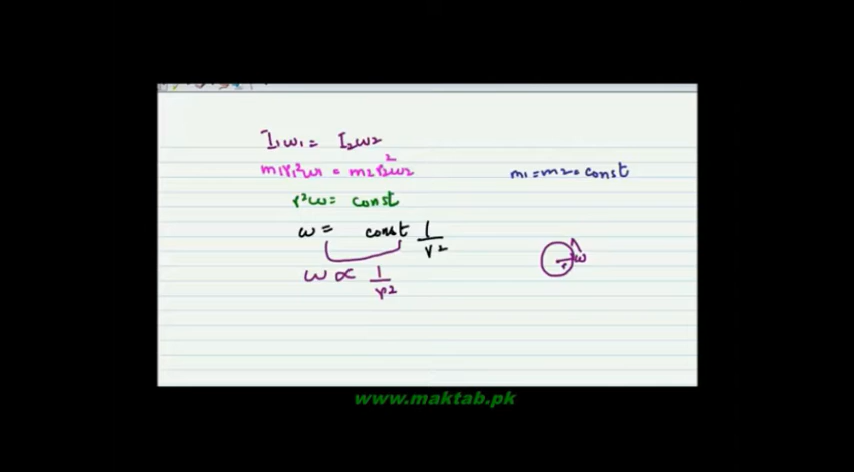 I₁ω₁ = I₂ω₂
m₁r₁²ω₁ = m₂r₂²ω₂
m₁ = m₂ = const
r²ω = const
ω = const 1/r²
ω ∝ 1/r²
ω
r
www.maktab.pk